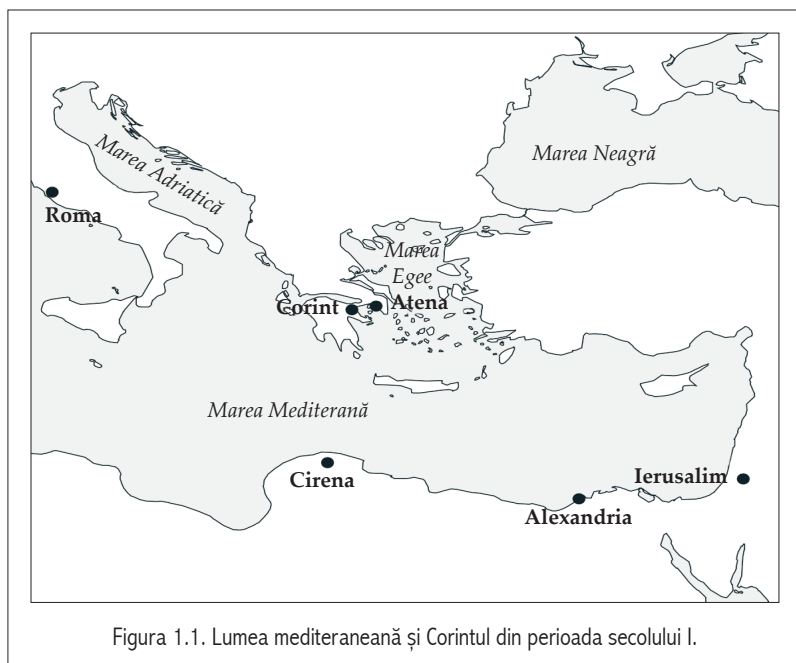 Marea Adriatică
Marea Neagră
Roma
Marea
Egee
Corint
Atena
Marea Mediterană
Cirena
Ierusalim
Alexandria
Figura 1.1. Lumea mediteraneană și Corintul din perioada secolului I.